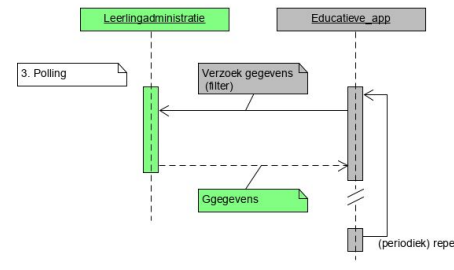 Leerlingadministratie
Educatieve_app
3. Polling
Verzoek gegevens
(filter)
Ggegevens
(periodiek) repe